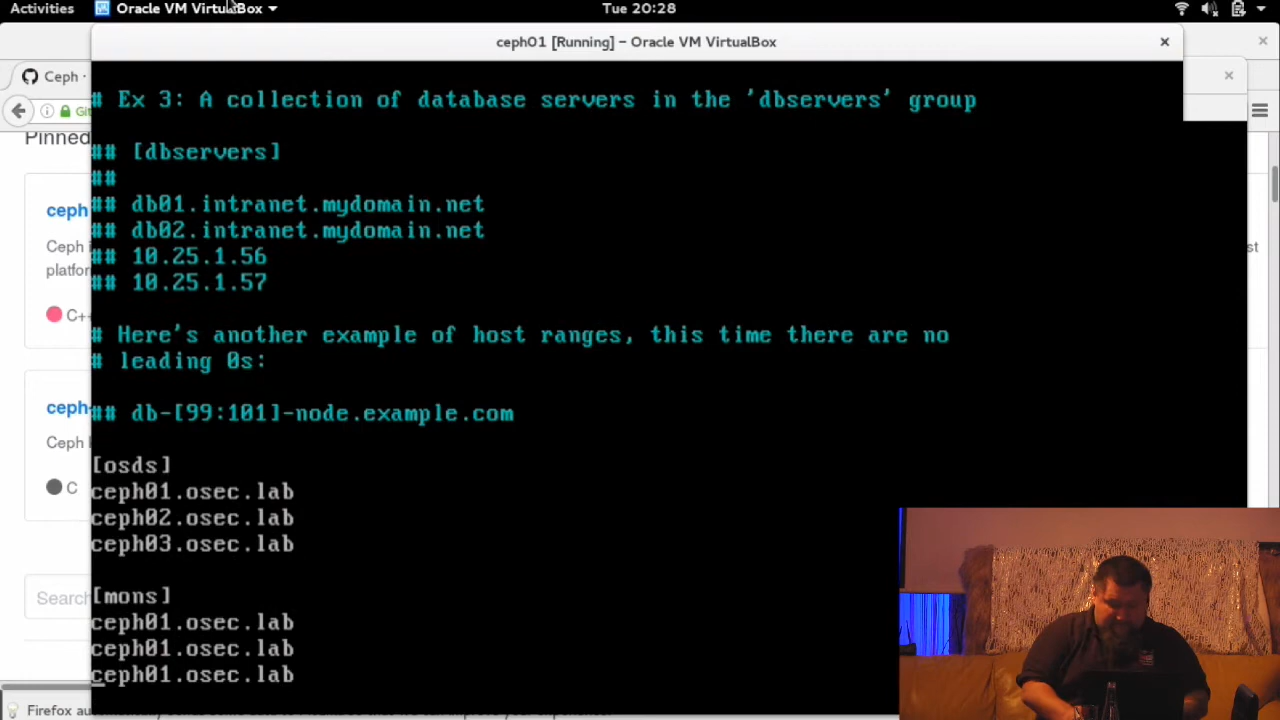 Activities
Oracle VM VirtualBox
Tue 20:28
ceph01 [Running] – Oracle VM VirtualBox
Ceph ·
Pinned
ceph
Ceph i
platfor
C++
ceph-
Ceph
C
Search
# Ex 3: A collection of database servers in the 'dbservers' group
## [dbservers]
##
## db01.intranet.mydomain.net
## db02.intranet.mydomain.net
## 10.25.1.56
## 10.25.1.57
# Here's another example of host ranges, this time there are no
# leading 0s:
## db-[99:101]-node.example.com
[osds]
ceph01.osec.lab
ceph02.osec.lab
ceph03.osec.lab
[mons]
ceph01.osec.lab
ceph01.osec.lab
ceph01.osec.lab
Firefox